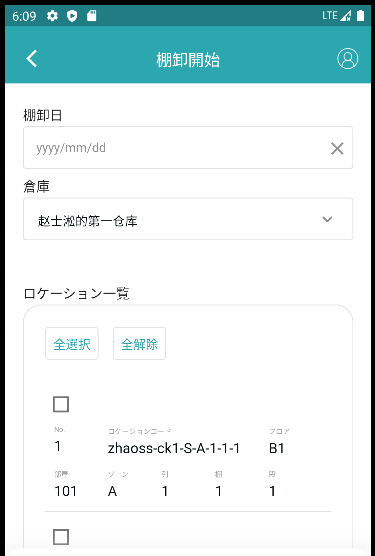 6:09 LTE
棚卸開始
棚卸日
yyyy/mm/dd
倉庫
赵士淞的第一仓库
ロケーション一覧
全選択 全解除
No. ロケーションコード フロア
1 zhaoss-ck1-S-A-1-1-1 B1
部屋 ゾーン 列 棚 段
101 A 1 1 1